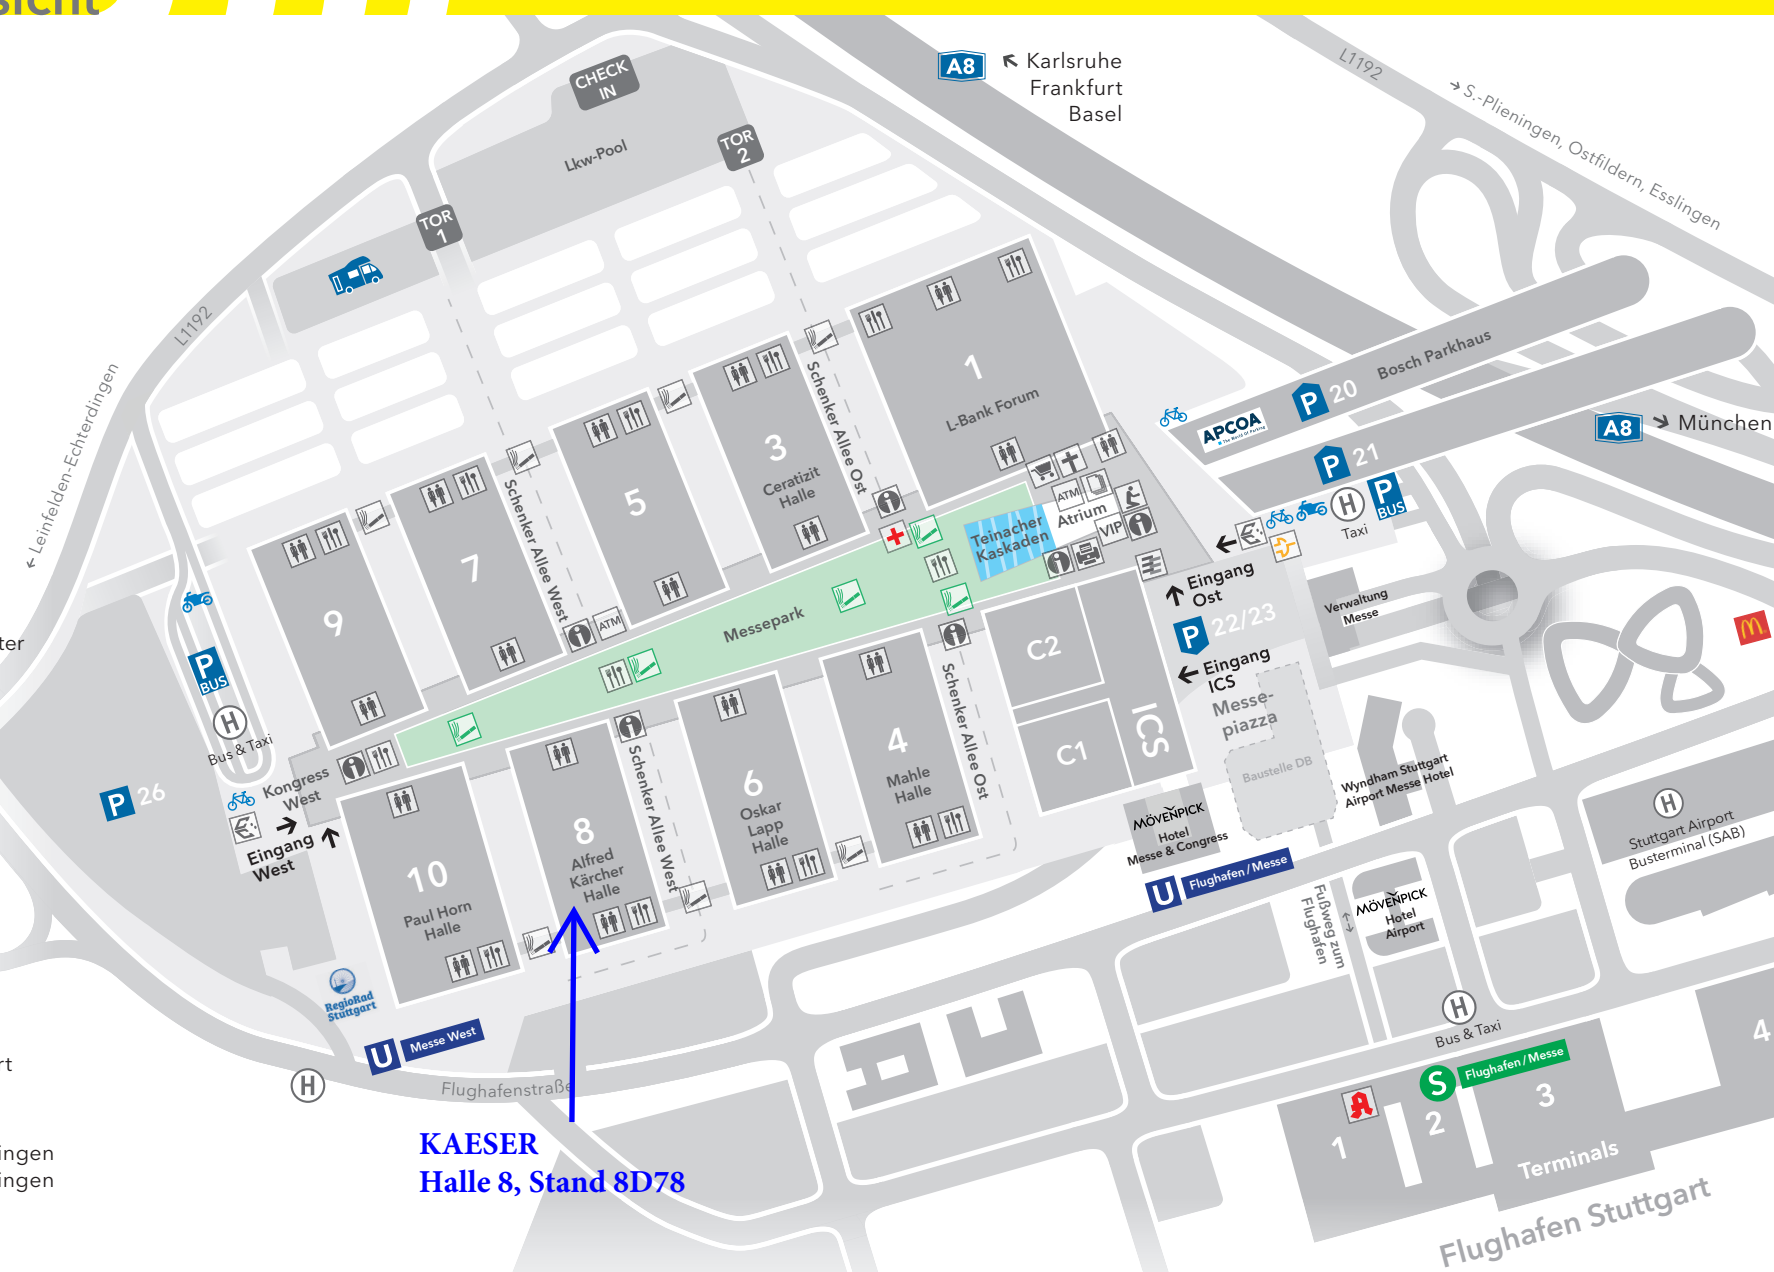 sicht
CHECK
IN
Lkw-Pool
TOR
2
TOR
1
A8
Karlsruhe
Frankfurt
Basel
L1192
S.-Plieningen, Ostfildern, Esslingen
L1192
Leinfelden-Echterdingen
Bosch Parkhaus
APCOA
P 20
P 21
A8
München
P
BUS
H
Taxi
1
L-Bank Forum
3
Ceratizit
Halle
5
7
9
Schenker Allee Ost
Schenker Allee West
ATM
Atrium
VIP
Teinacher
Kaskaden
Messepark
ATM
Eingang
Ost
P 22/23
Eingang
ICS
Messe-
piazza
Verwaltung
Messe
Baustelle DB
C2
C1
ICS
4
Mahle
Halle
6
Oskar
Lapp
Halle
8
Alfred
Kärcher
Halle
10
Paul Horn
Halle
Schenker Allee Ost
Schenker Allee West
P
BUS
H
Bus & Taxi
Kongress
West
Eingang
West
P 26
ter
RegioRad
Stuttgart
U Messe West
H
Flughafenstraße
KAESER
Halle 8, Stand 8D78
rt
ingen
ingen
MÖVENPICK
Hotel
Messe & Congress
U Flughafen / Messe
Wyndham Stuttgart
Airport Messe Hotel
MÖVENPICK
Hotel
Airport
Fußweg zum
Flughafen
H
Stuttgart Airport
Busterminal (SAB)
H
Bus & Taxi
S Flughafen / Messe
1
2
3
4
Terminals
Flughafen Stuttgart